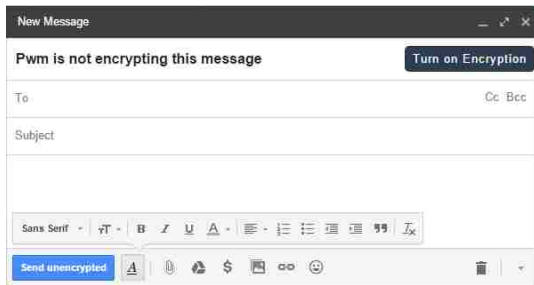 New Message
Pwm is not encrypting this message Turn on Encryption
To Cc Bcc
Subject
Sans Serif B I U A
Send unencrypted A $